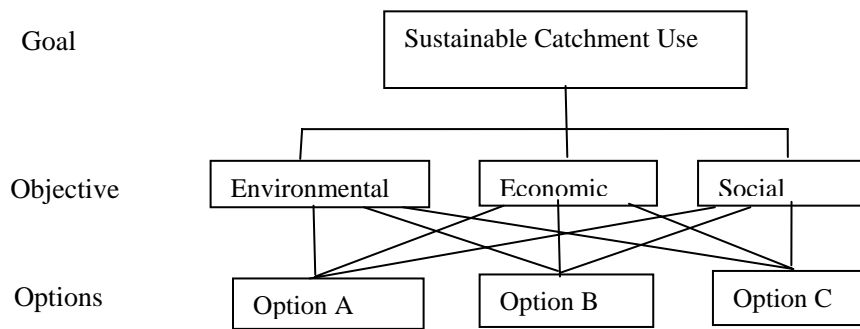 Goal
Sustainable Catchment Use
Objective
Environmental
Economic
Social
Options
Option A
Option B
Option C